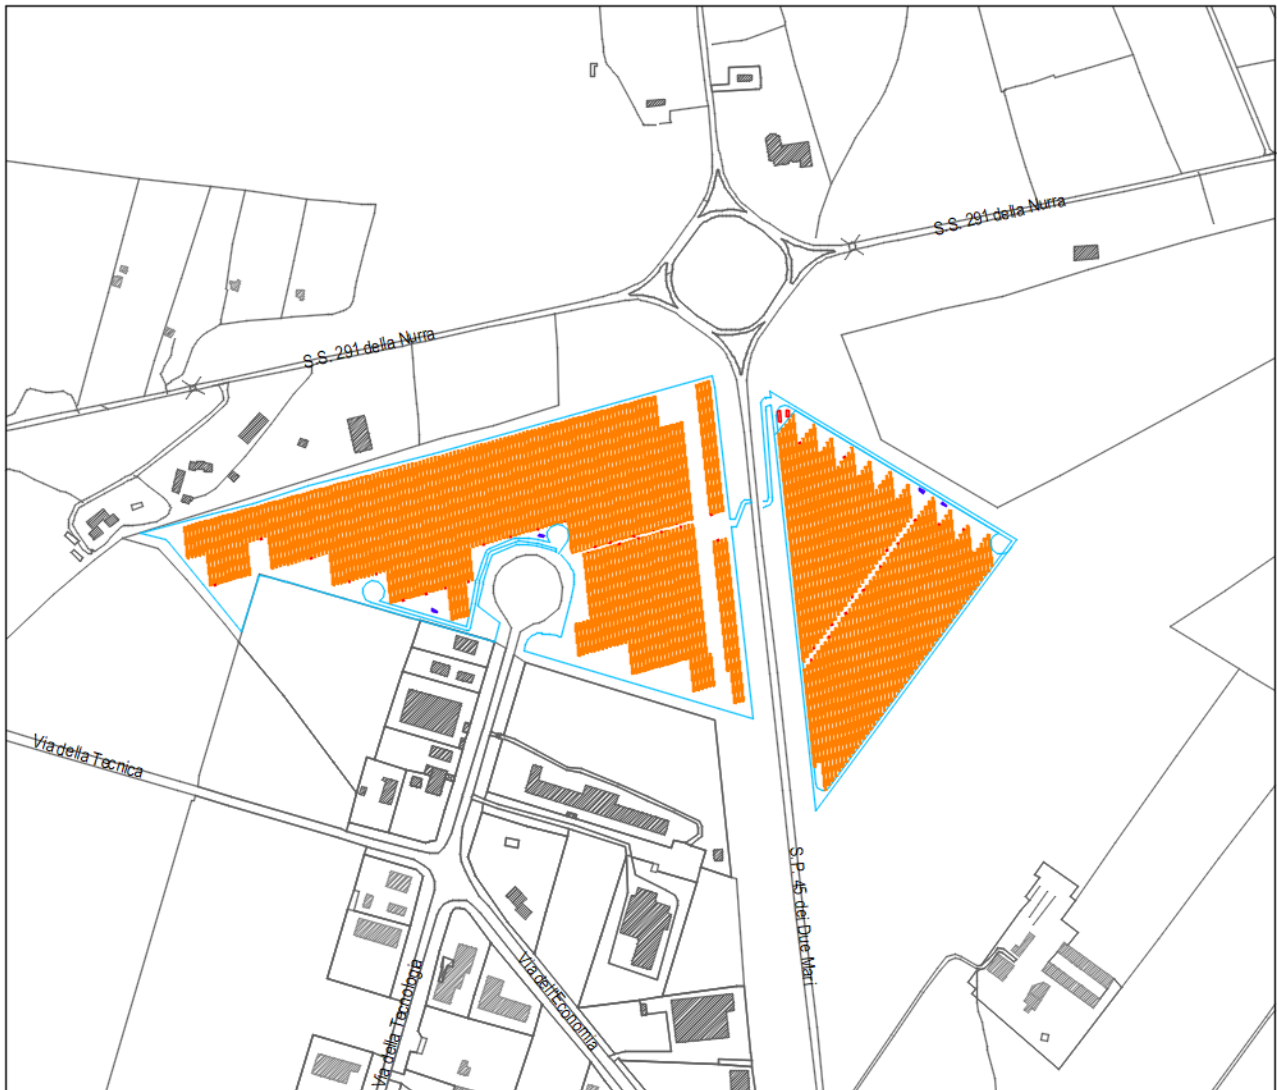 S.S. 291 della Nurra
S.S. 291 della Nurra
Via della Tecnica
S.P. 45 dei Due Mari
Via della Tecnologia
Via dell'Economia